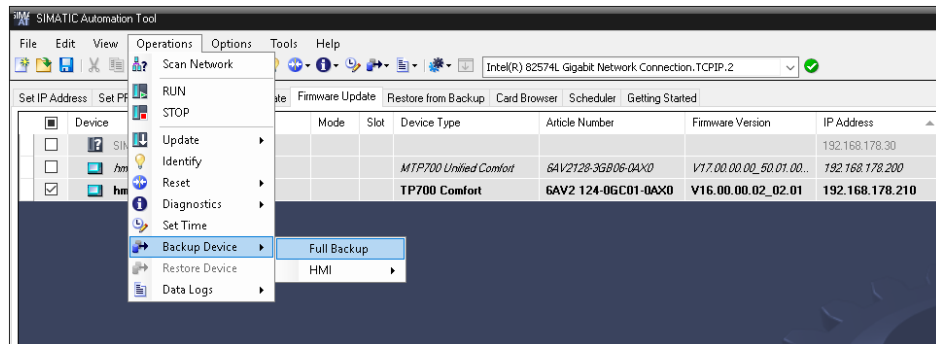 SIMATIC Automation Tool
File Edit View Operations Options Tools Help
Intel(R) 82574L Gigabit Network Connection.TCPIP.2
Set IP Address Firmware Update Restore from Backup Card Browser Scheduler Getting Started
Device Mode Slot Device Type Article Number Firmware Version IP Address
192.168.178.30
MTP700 Unified Comfort 6AV2128-3GB06-0AX0 V17.00.00.00_50.01.00... 192.168.178.200
TP700 Comfort 6AV2 124-0GC01-0AX0 V16.00.00.02_02.01 192.168.178.210
Scan Network
RUN
STOP
Update
Identify
Reset
Diagnostics
Set Time
Backup Device
Restore Device
Data Logs
Full Backup
HMI